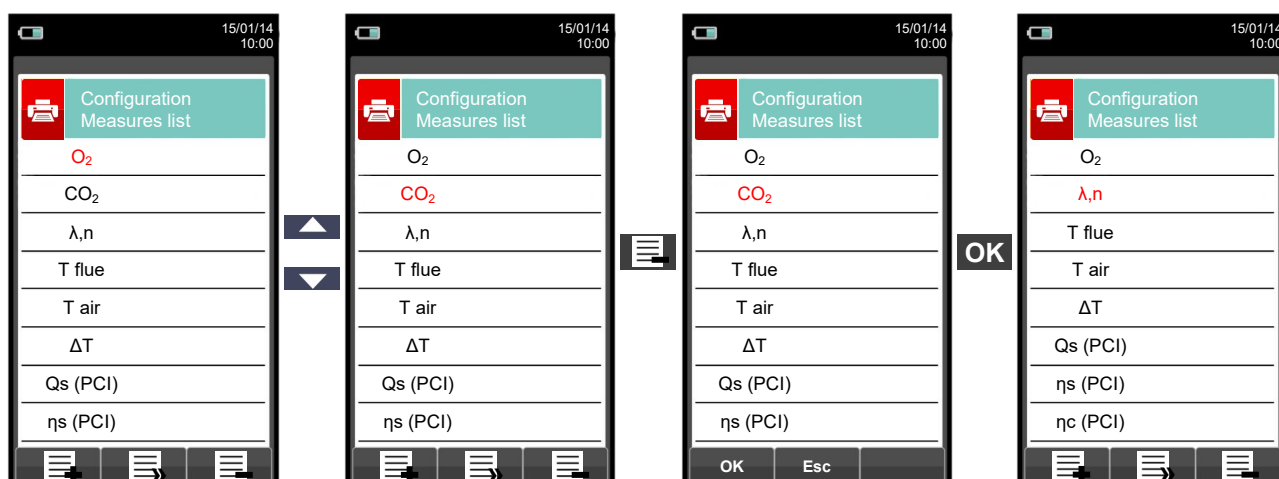 15/01/14
10:00
Configuration
Measures list
O₂
CO₂
λ,n
T flue
T air
ΔT
Qs (PCI)
ηs (PCI)
15/01/14
10:00
Configuration
Measures list
O₂
CO₂
λ,n
T flue
T air
ΔT
Qs (PCI)
ηs (PCI)
15/01/14
10:00
Configuration
Measures list
O₂
CO₂
λ,n
T flue
T air
ΔT
Qs (PCI)
ηs (PCI)
OK Esc
OK
15/01/14
10:00
Configuration
Measures list
O₂
λ,n
T flue
T air
ΔT
Qs (PCI)
ηs (PCI)
ηc (PCI)